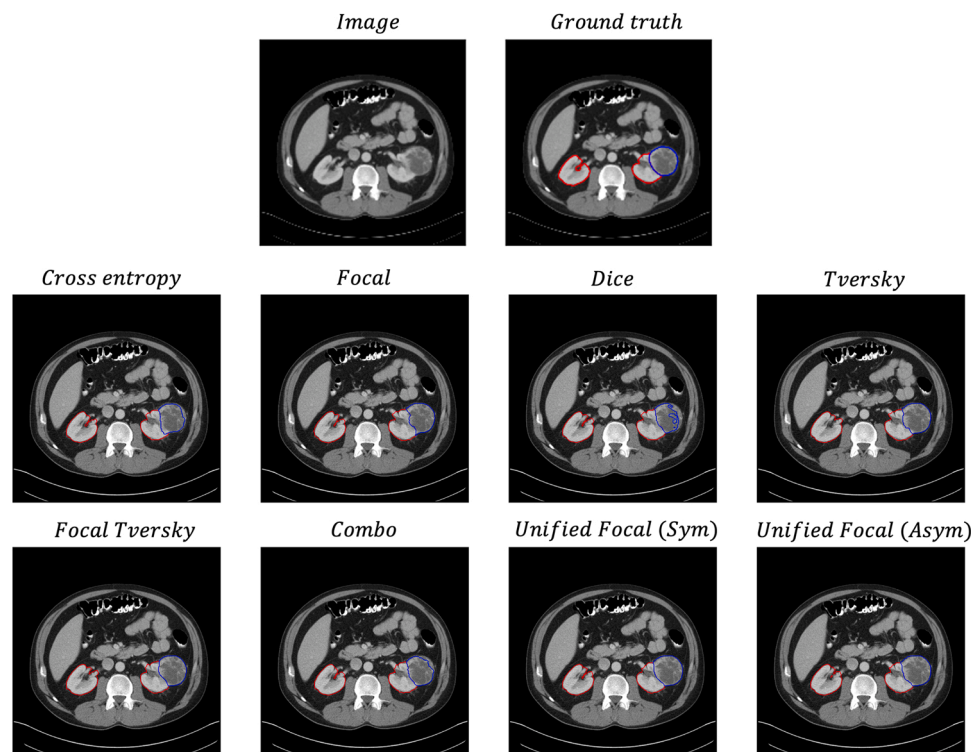 Image
Ground truth
Cross entropy
Focal
Dice
Tversky
Focal Tversky
Combo
Unified Focal (Sym)
Unified Focal (Asym)